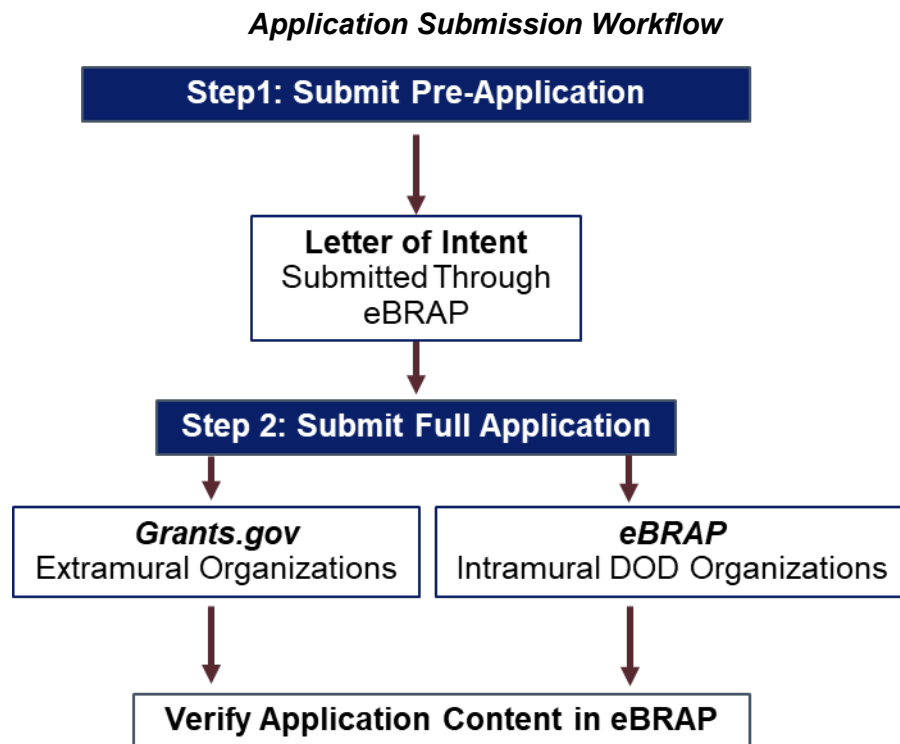 Application Submission Workflow
Step1: Submit Pre-Application
Letter of Intent
Submitted Through
eBRAP
Step 2: Submit Full Application
Grants.gov
Extramural Organizations
eBRAP
Intramural DOD Organizations
Verify Application Content in eBRAP